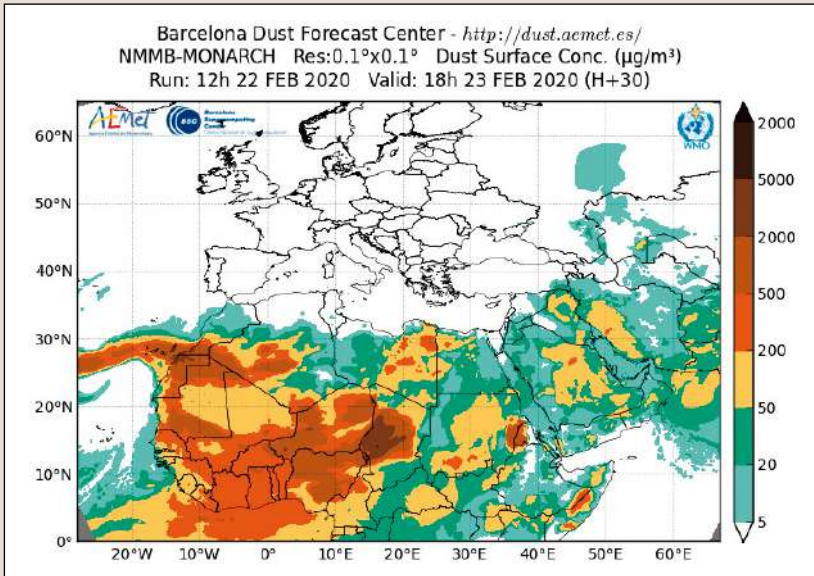 Barcelona Dust Forecast Center - http://dust.aemet.es/
NMMB-MONARCH Res:0.1°x0.1° Dust Surface Conc. (µg/m³)
Run: 12h 22 FEB 2020 Valid: 18h 23 FEB 2020 (H+30)
AEMet
BSC
Barcelona
Supercomputing
Center
WMO
60°N
50°N
40°N
30°N
20°N
10°N
0°
20°W 10°W 0° 10°E 20°E 30°E 40°E 50°E 60°E
2000
5000
2000
500
200
50
20
5